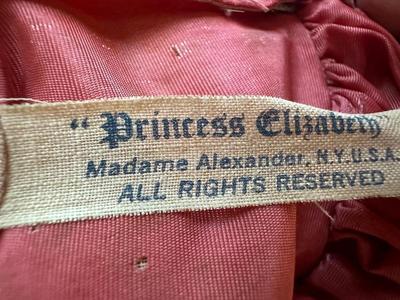 “Princess Elizabeth
Madame Alexander, N.Y. U.S.A.
ALL RIGHTS RESERVED